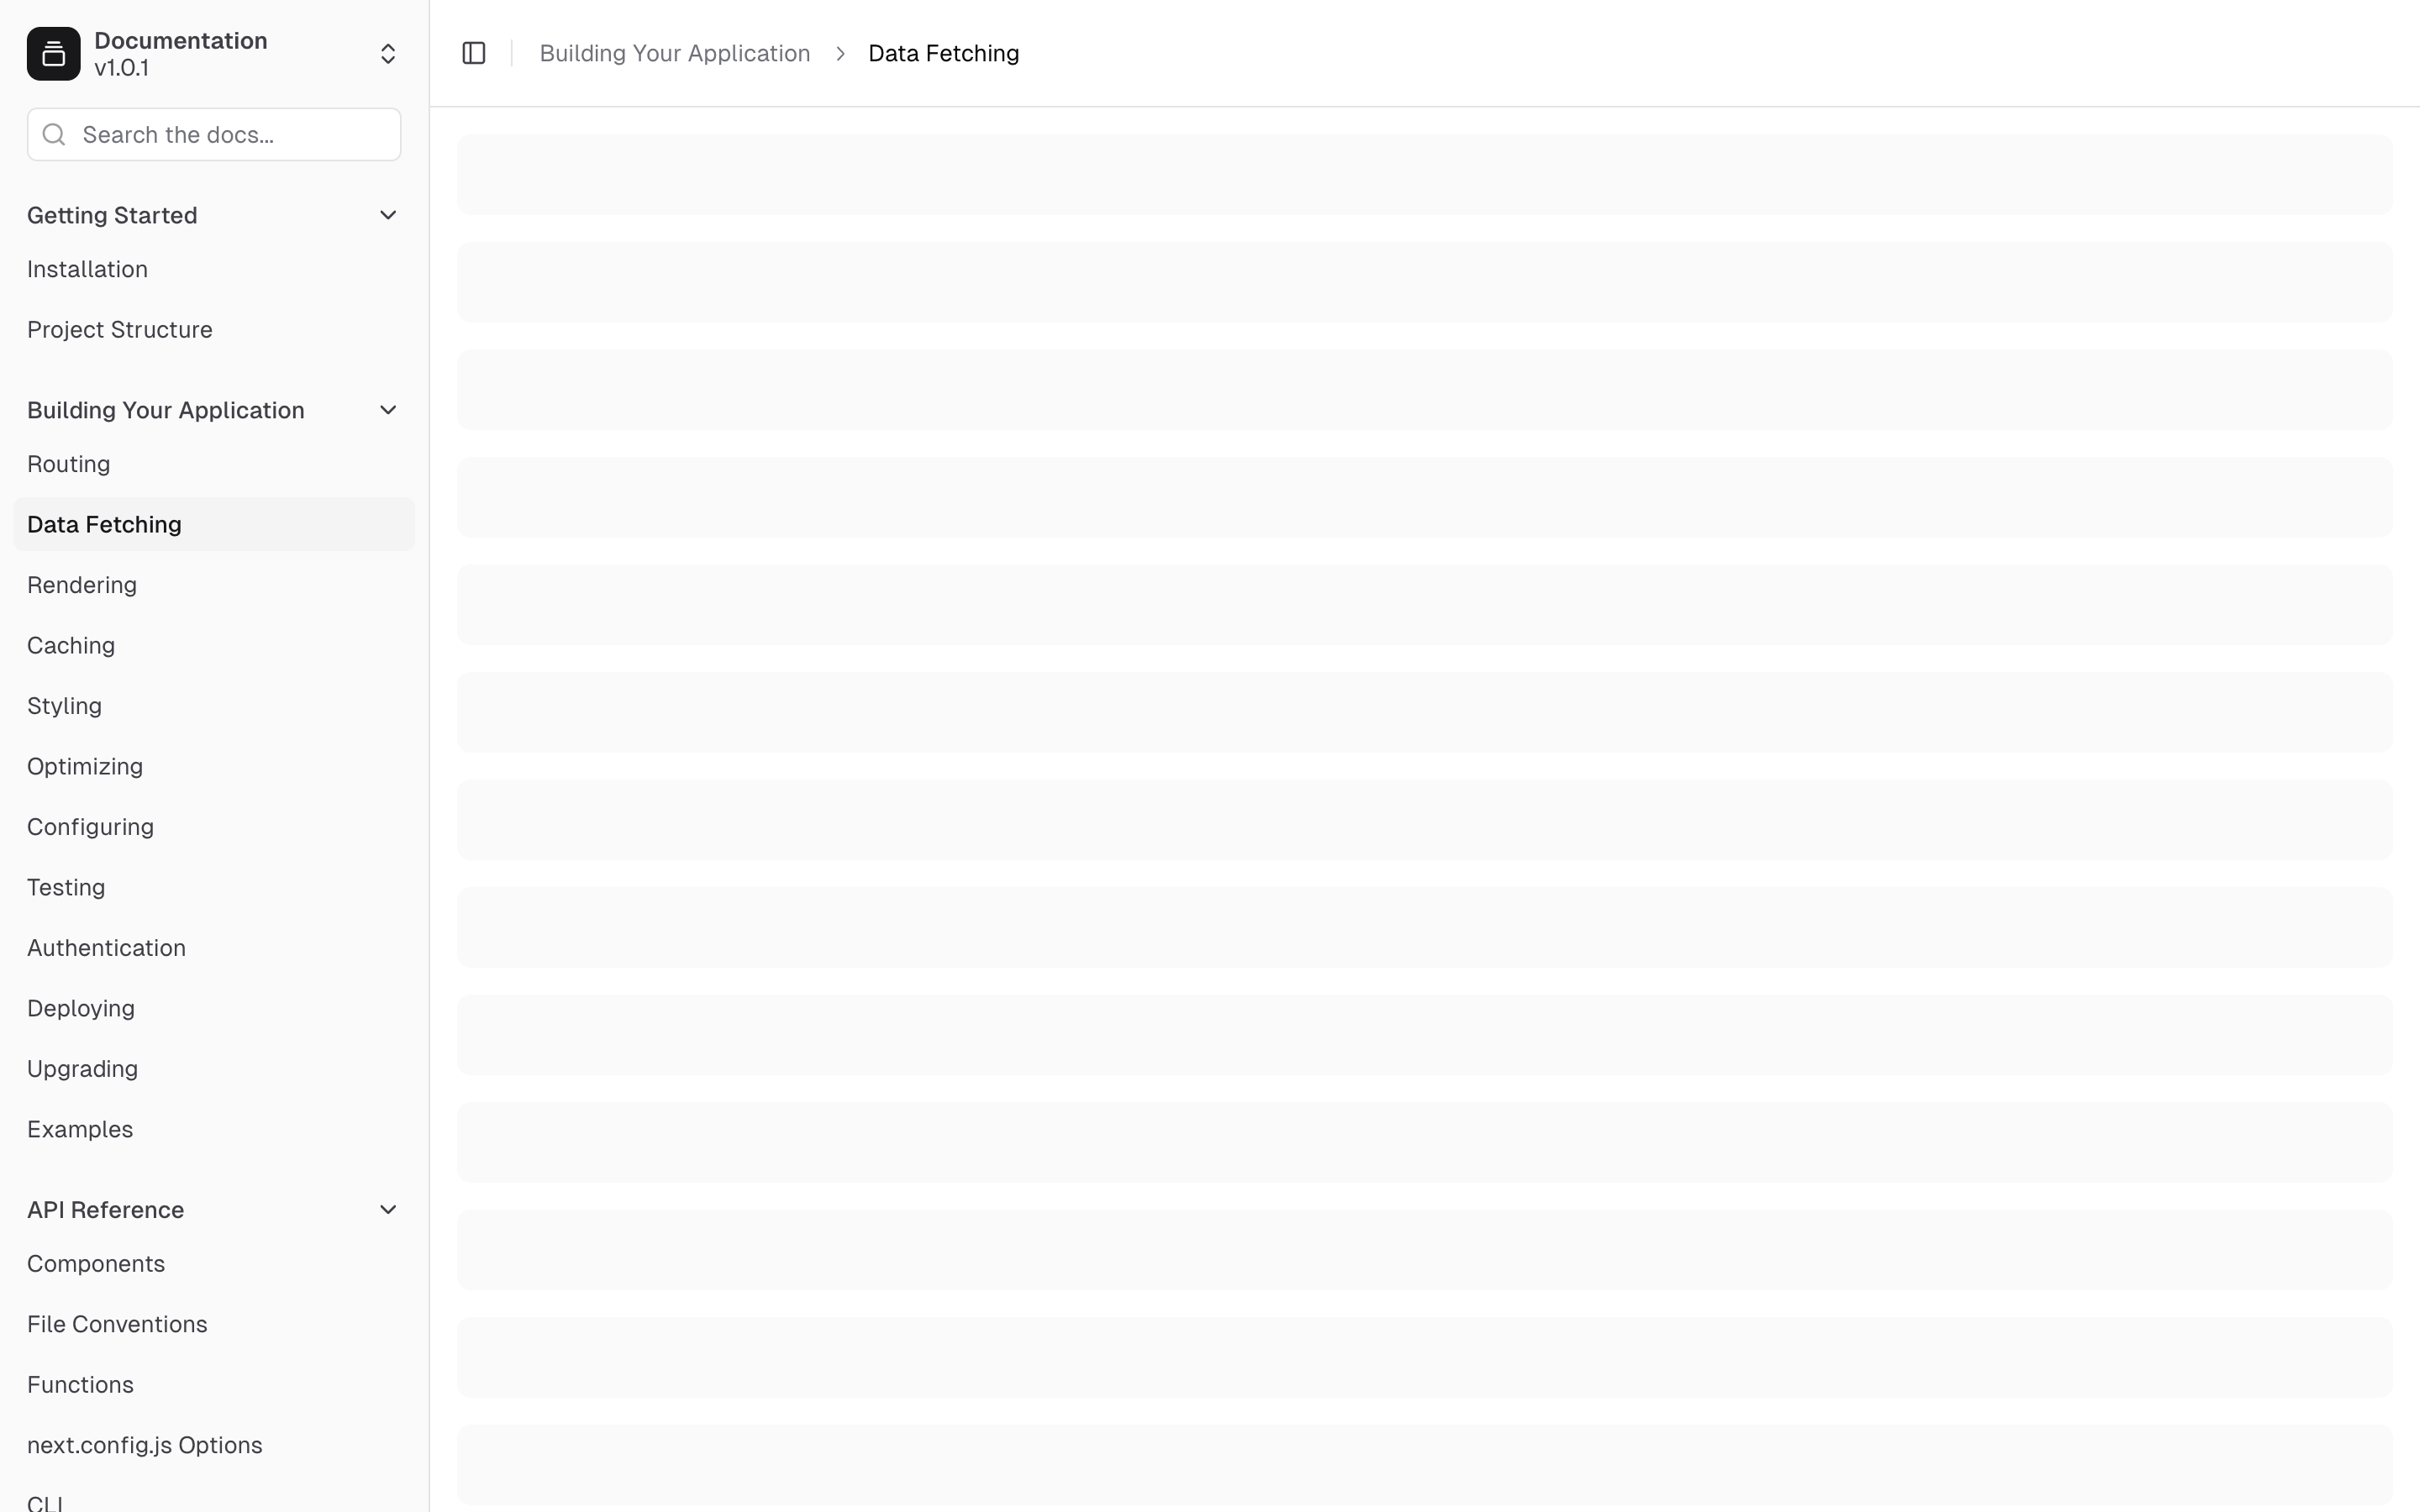 Documentation
v1.0.1
Search the docs...
Getting Started
Installation
Project Structure
Building Your Application
Routing
Data Fetching
Rendering
Caching
Styling
Optimizing
Configuring
Testing
Authentication
Deploying
Upgrading
Examples
API Reference
Components
File Conventions
Functions
next.config.js Options
CLI
Building Your Application
Data Fetching